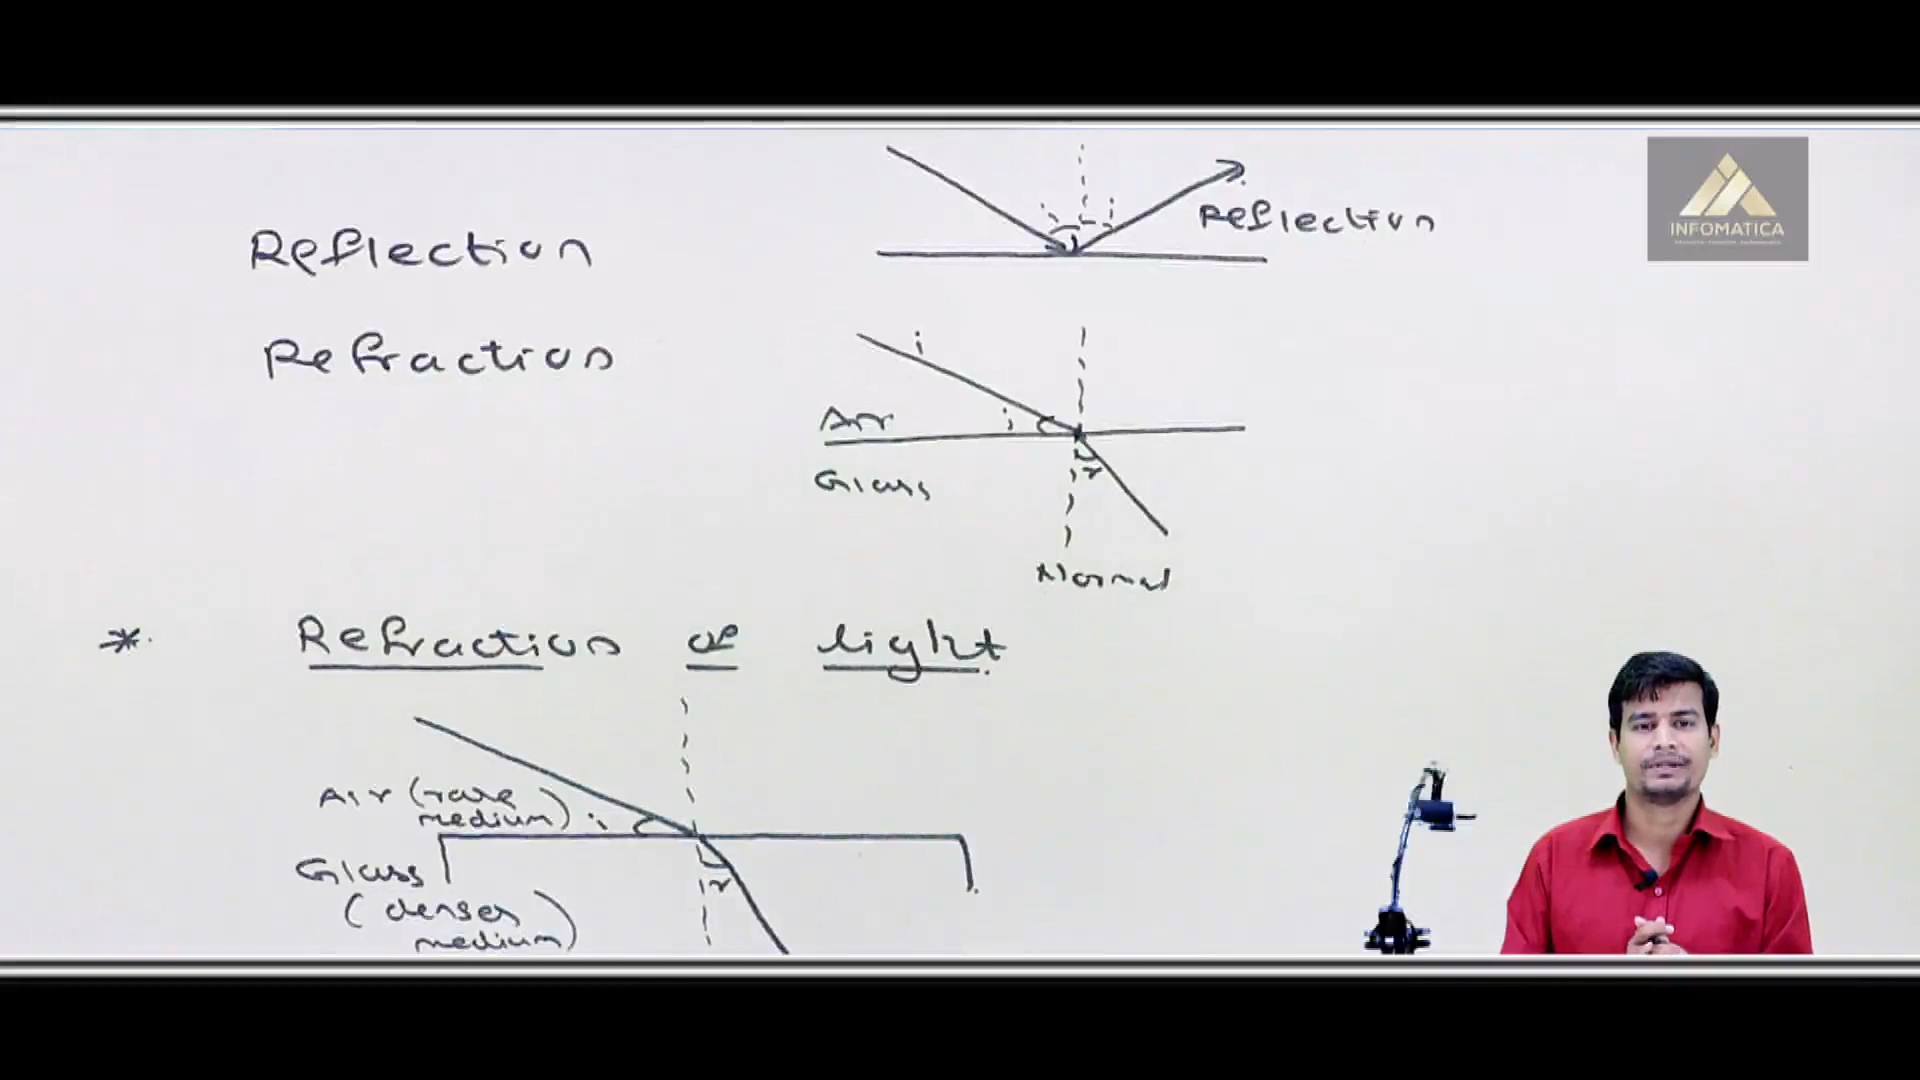 Reflection
i
Reflection
INFOMATICA
Refraction
i
Air
i
Glass
r
Normal
* Refraction of light
Air (rare
medium)
i
Glass
r
(denser
medium)